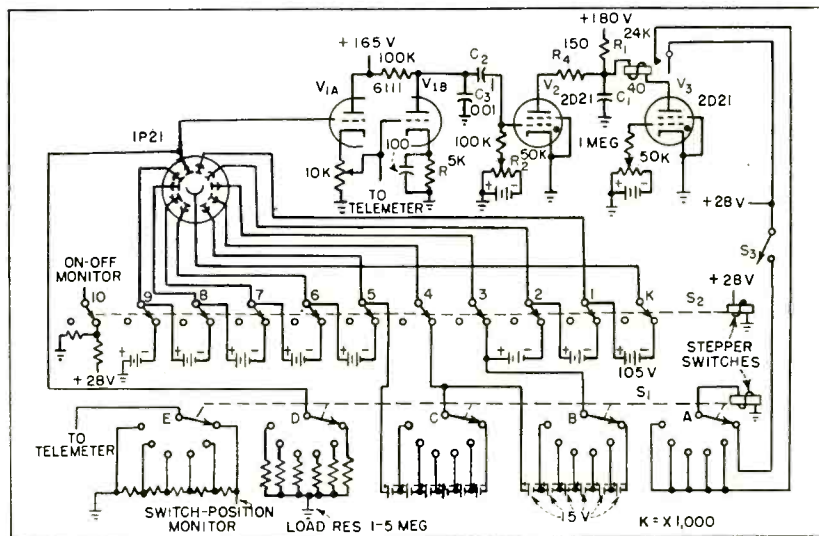 +180 V
24K
+165 V
150
R1
100K
C2
R4
V1A
6111
V1B
V2
40
V3
C3
.001
2D21
C1
2D21
1P21
100K
1 MEG
10K
100
R
5K
50K
R2
50K
TO
TELEMETER
+28V
ON-OFF
MONITOR
S3
+28V
10
9
8
7
6
5
4
3
2
1
K
S2
105 V
STEPPER
SWITCHES
+28V
S1
E
D
C
B
A
TO
TELEMETER
SWITCH-POSITION
MONITOR
LOAD RES 1-5 MEG
15 V
K = X 1,000